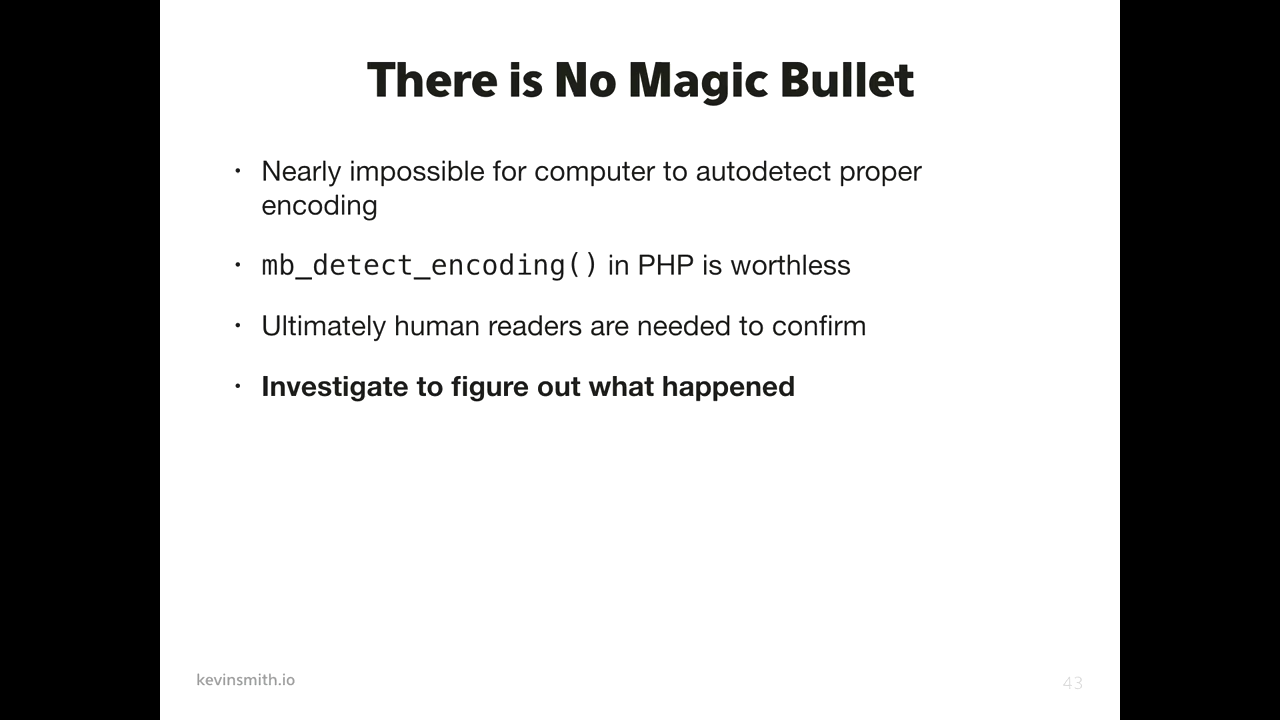 There is No Magic Bullet
• Nearly impossible for computer to autodetect proper
encoding
• mb_detect_encoding() in PHP is worthless
• Ultimately human readers are needed to confirm
• Investigate to figure out what happened
kevinsmith.io
43